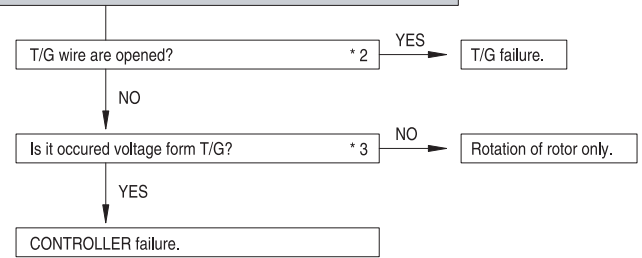 T/G wire are opened? * 2
YES
T/G failure.
NO
Is it occured voltage form T/G? * 3
NO
Rotation of rotor only.
YES
CONTROLLER failure.